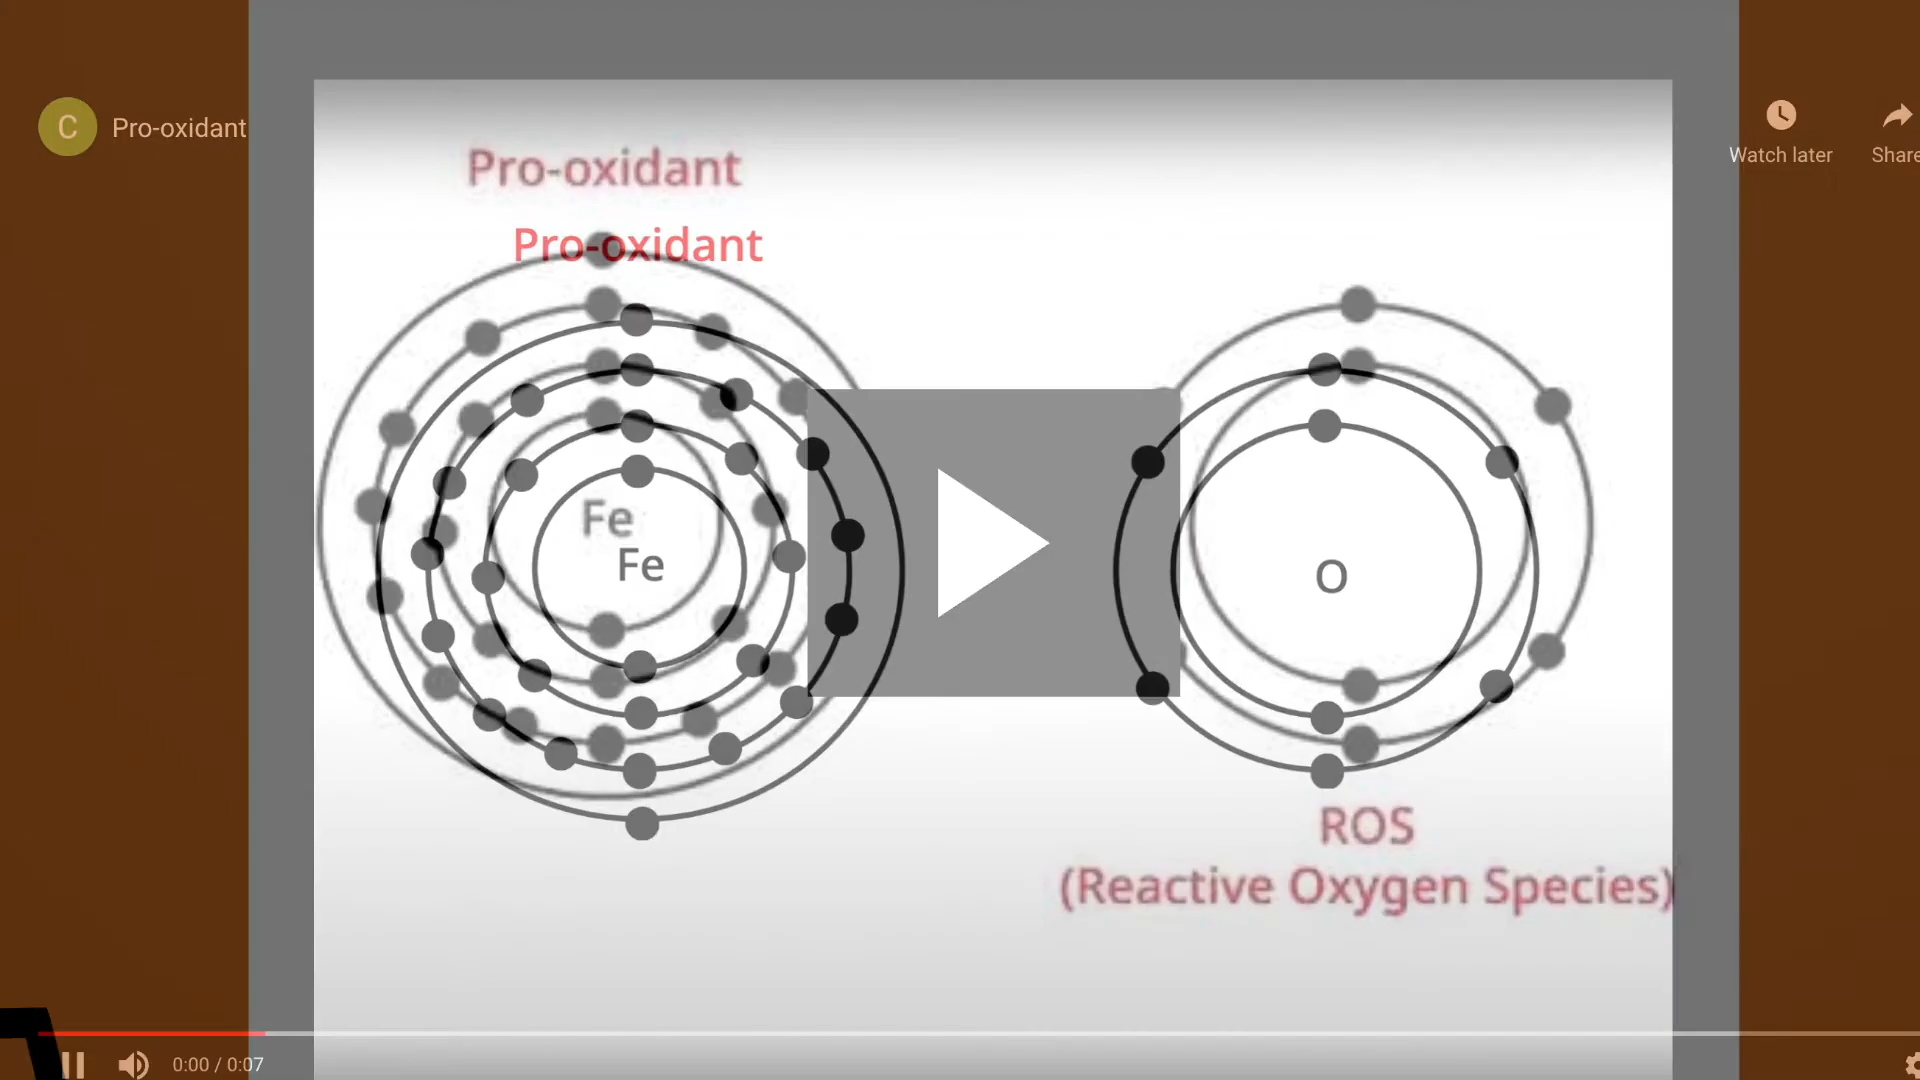 C
Pro-oxidant
Watch later
Share
Pro-oxidant
Pro-oxidant
Fe
Fe
O
ROS
(Reactive Oxygen Species)
0:00 / 0:07